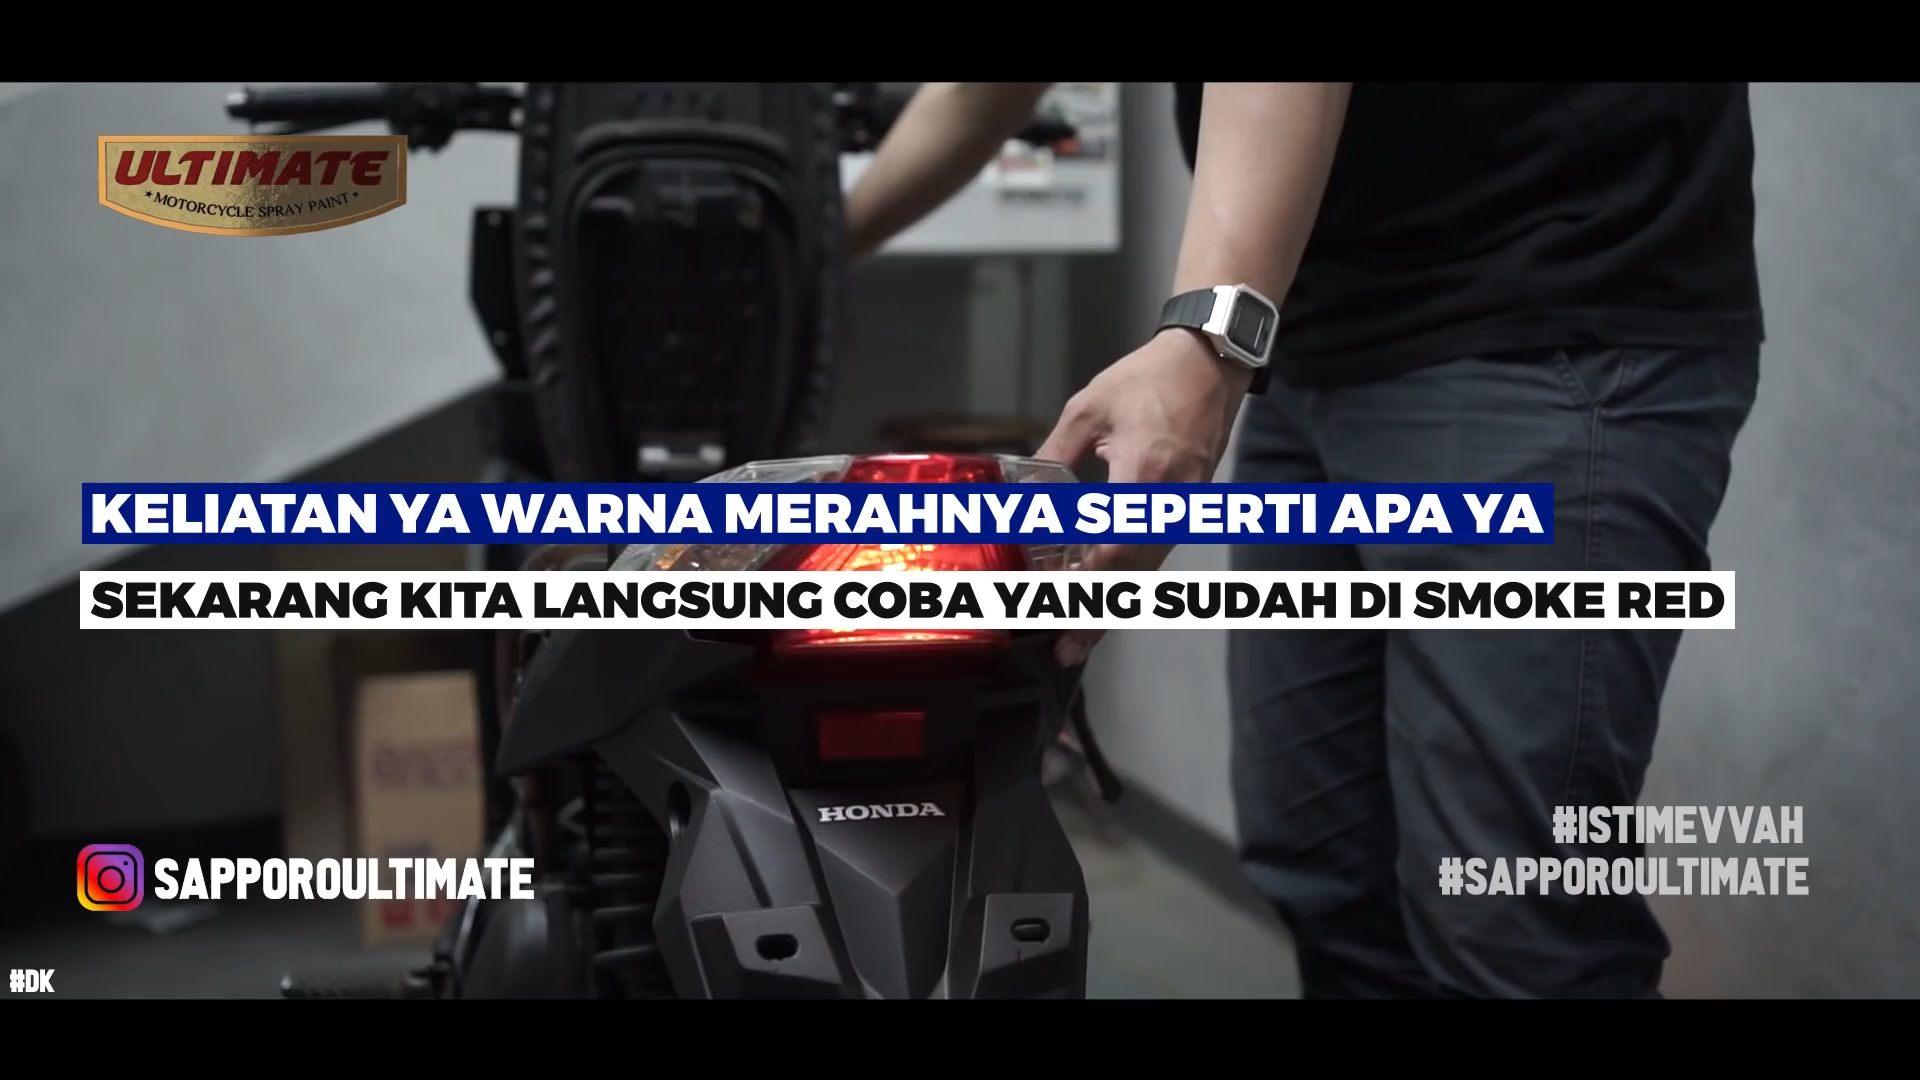 ULTIMATE
★MOTORCYCLE SPRAY PAINT★
KELIATAN YA WARNA MERAHNYA SEPERTI APA YA
SEKARANG KITA LANGSUNG COBA YANG SUDAH DI SMOKE RED
HONDA
#ISTIMEVVAH
#SAPPOROULTIMATE
SAPPOROULTIMATE
#DK